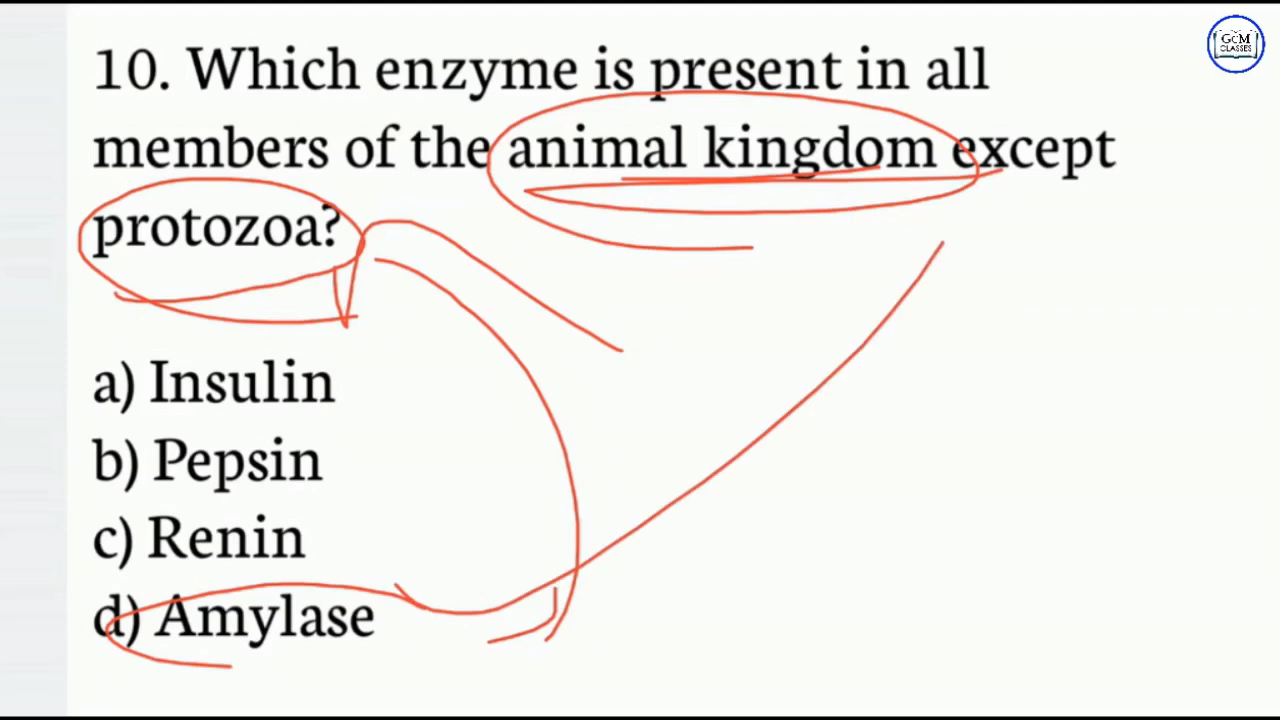 10. Which enzyme is present in all
members of the animal kingdom except
protozoa?
a) Insulin
b) Pepsin
c) Renin
d) Amylase
GCM
CLASSES